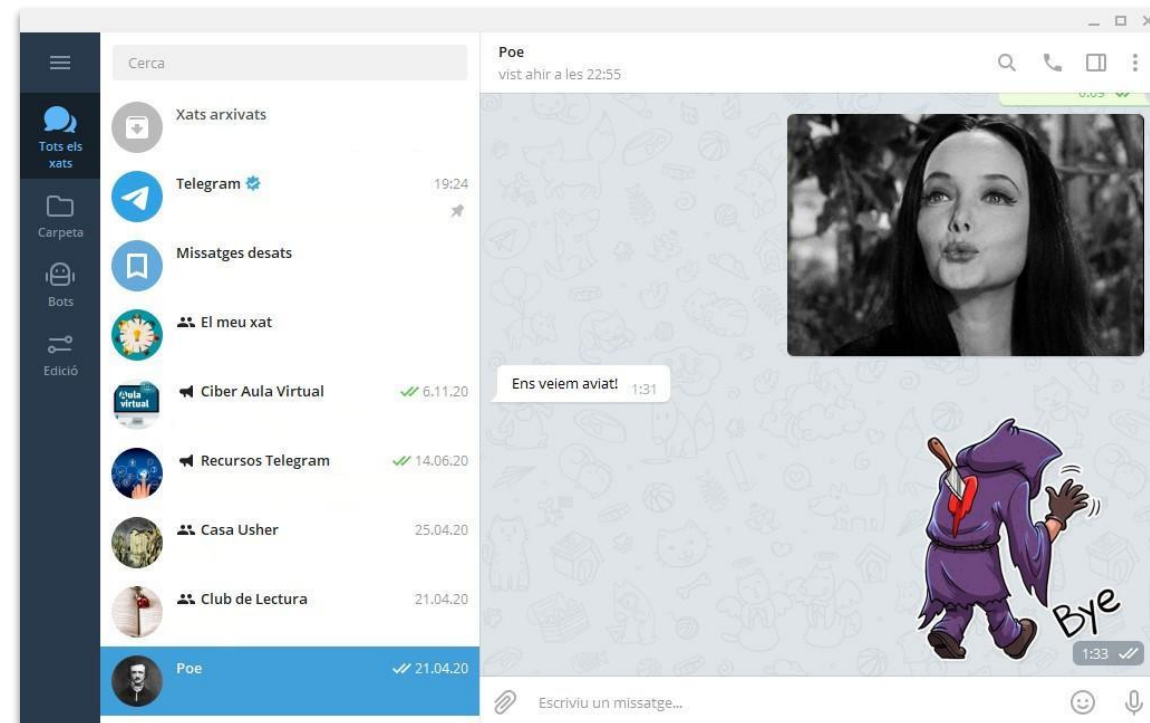 Tots els
xats
Carpeta
Bots
Edició
Cerca
Xats arxivats
Telegram
19:24
Missatges desats
El meu xat
Aula
virtual
Ciber Aula Virtual
6.11.20
Recursos Telegram
14.06.20
Casa Usher
25.04.20
Club de Lectura
21.04.20
Poe
21.04.20
Poe
vist ahir a les 22:55
Ens veiem aviat! 1:31
Bye
1:33
Escriviu un missatge...